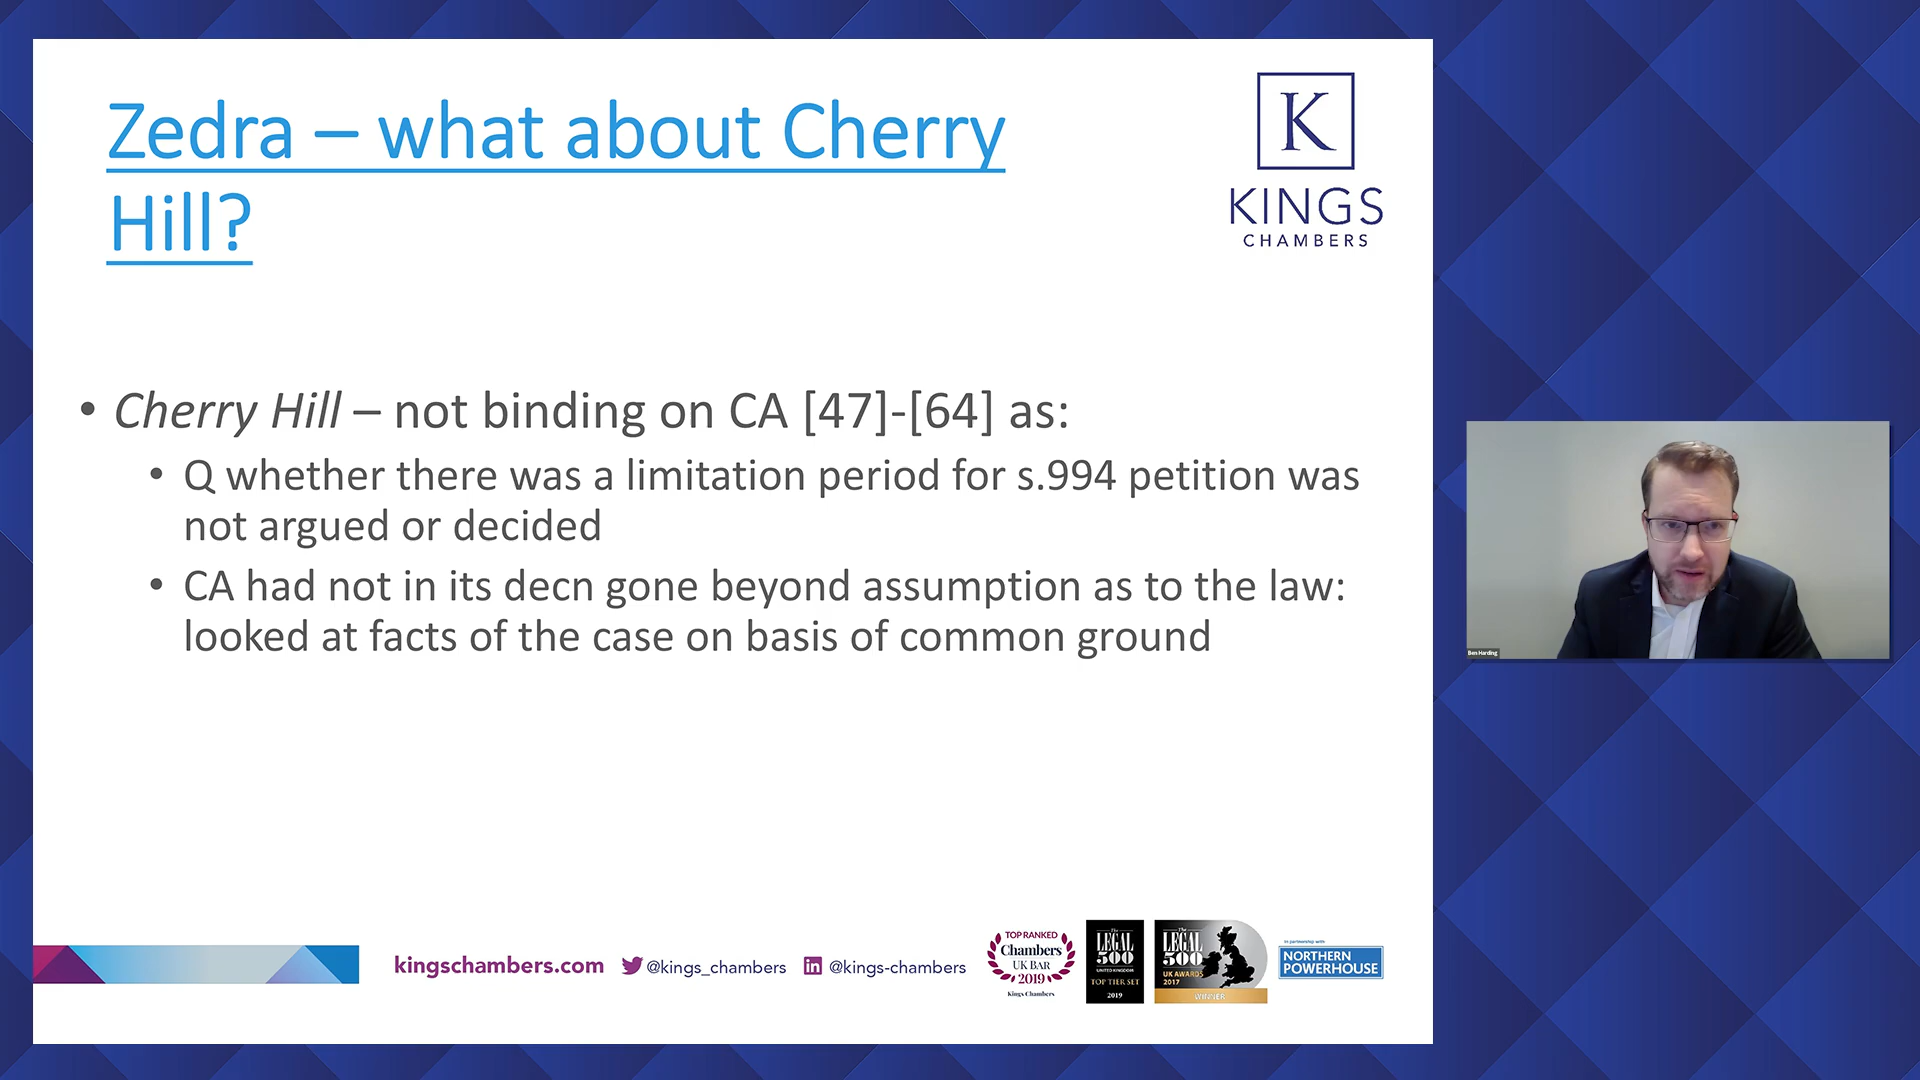 Zedra – what about Cherry
Hill?
K
KINGS
CHAMBERS
• Cherry Hill – not binding on CA [47]-[64] as:
• Q whether there was a limitation period for s.994 petition was
not argued or decided
• CA had not in its decn gone beyond assumption as to the law:
looked at facts of the case on basis of common ground
Ben Harding
kingschambers.com
@kings_chambers
in @kings-chambers
TOP RANKED
Chambers
UK BAR
2019
Kings Chambers
The
LEGAL
500
UNITED KINGDOM
TOP TIER SET
2019
The
LEGAL
500
UK AWARDS
2017
WINNER
in partnership with
NORTHERN
POWERHOUSE